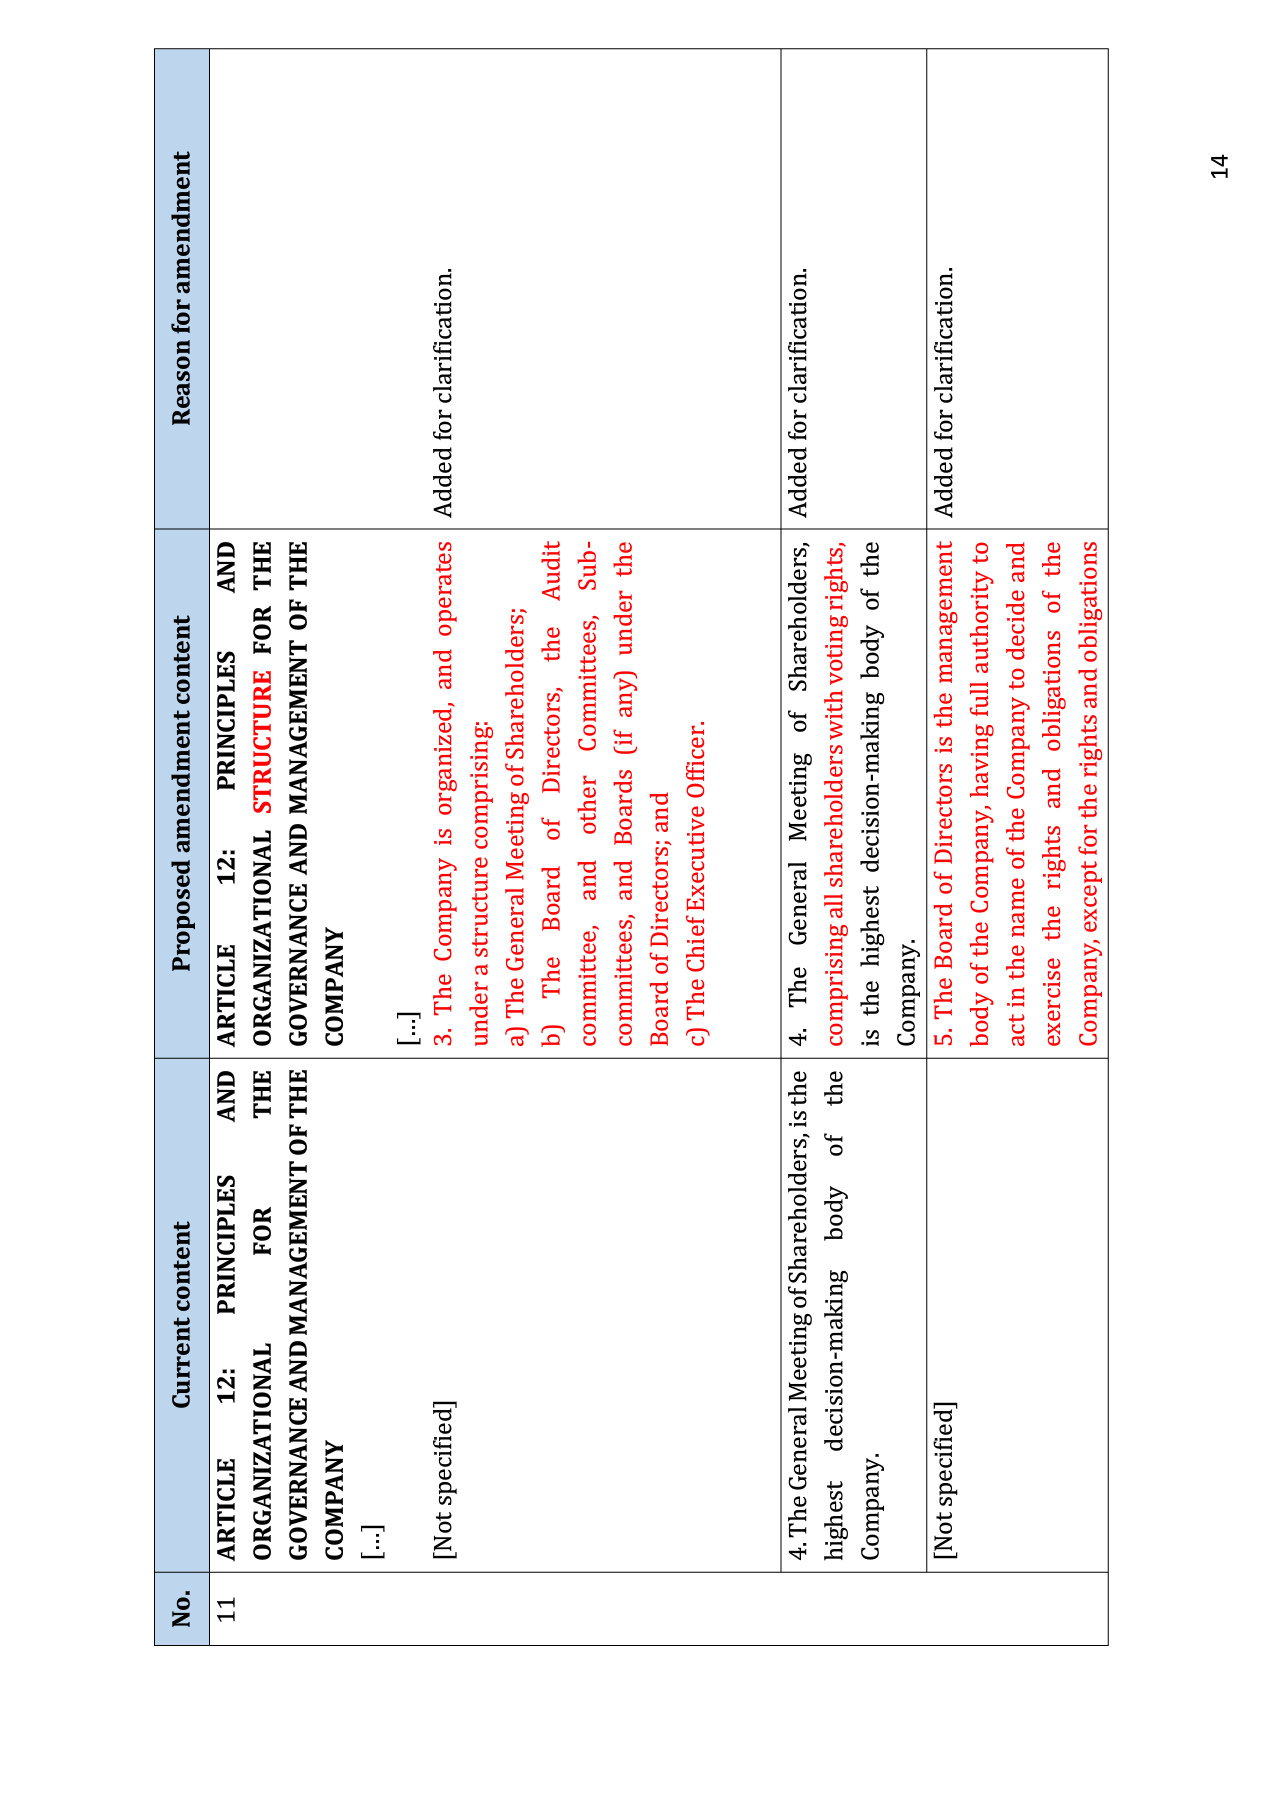 No.
Current content
Proposed amendment content
Reason for amendment
11
ARTICLE 12: PRINCIPLES AND
ORGANIZATIONAL FOR THE
GOVERNANCE AND MANAGEMENT OF THE
COMPANY
[...]
[Not specified]
ARTICLE 12: PRINCIPLES AND
ORGANIZATIONAL STRUCTURE FOR THE
GOVERNANCE AND MANAGEMENT OF THE
COMPANY
[...]
3. The Company is organized, and operates
under a structure comprising:
a) The General Meeting of Shareholders;
b) The Board of Directors, the Audit
committee, and other Committees, Sub-
committees, and Boards (if any) under the
Board of Directors; and
c) The Chief Executive Officer.
Added for clarification.
4. The General Meeting of Shareholders, is the
highest decision-making body of the
Company.
4. The General Meeting of Shareholders,
comprising all shareholders with voting rights,
is the highest decision-making body of the
Company.
Added for clarification.
[Not specified]
5. The Board of Directors is the management
body of the Company, having full authority to
act in the name of the Company to decide and
exercise the rights and obligations of the
Company, except for the rights and obligations
Added for clarification.
14